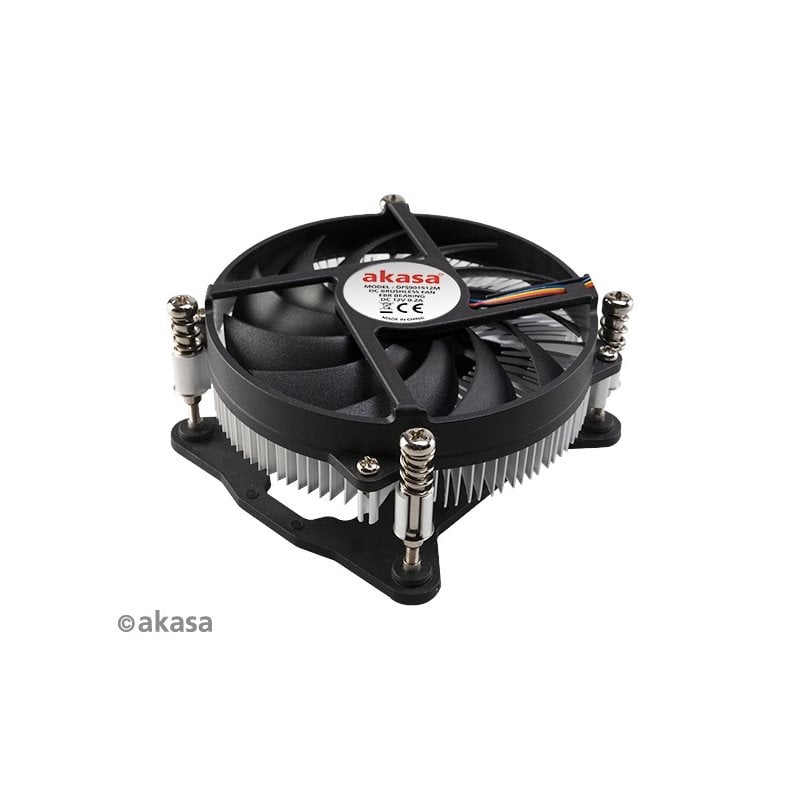 akasa®
MODEL : DFS901512M
DC BRUSHLESS FAN
EBR BEARING
DC 12V 0.2A
CE
MADE IN CHINA
©akasa